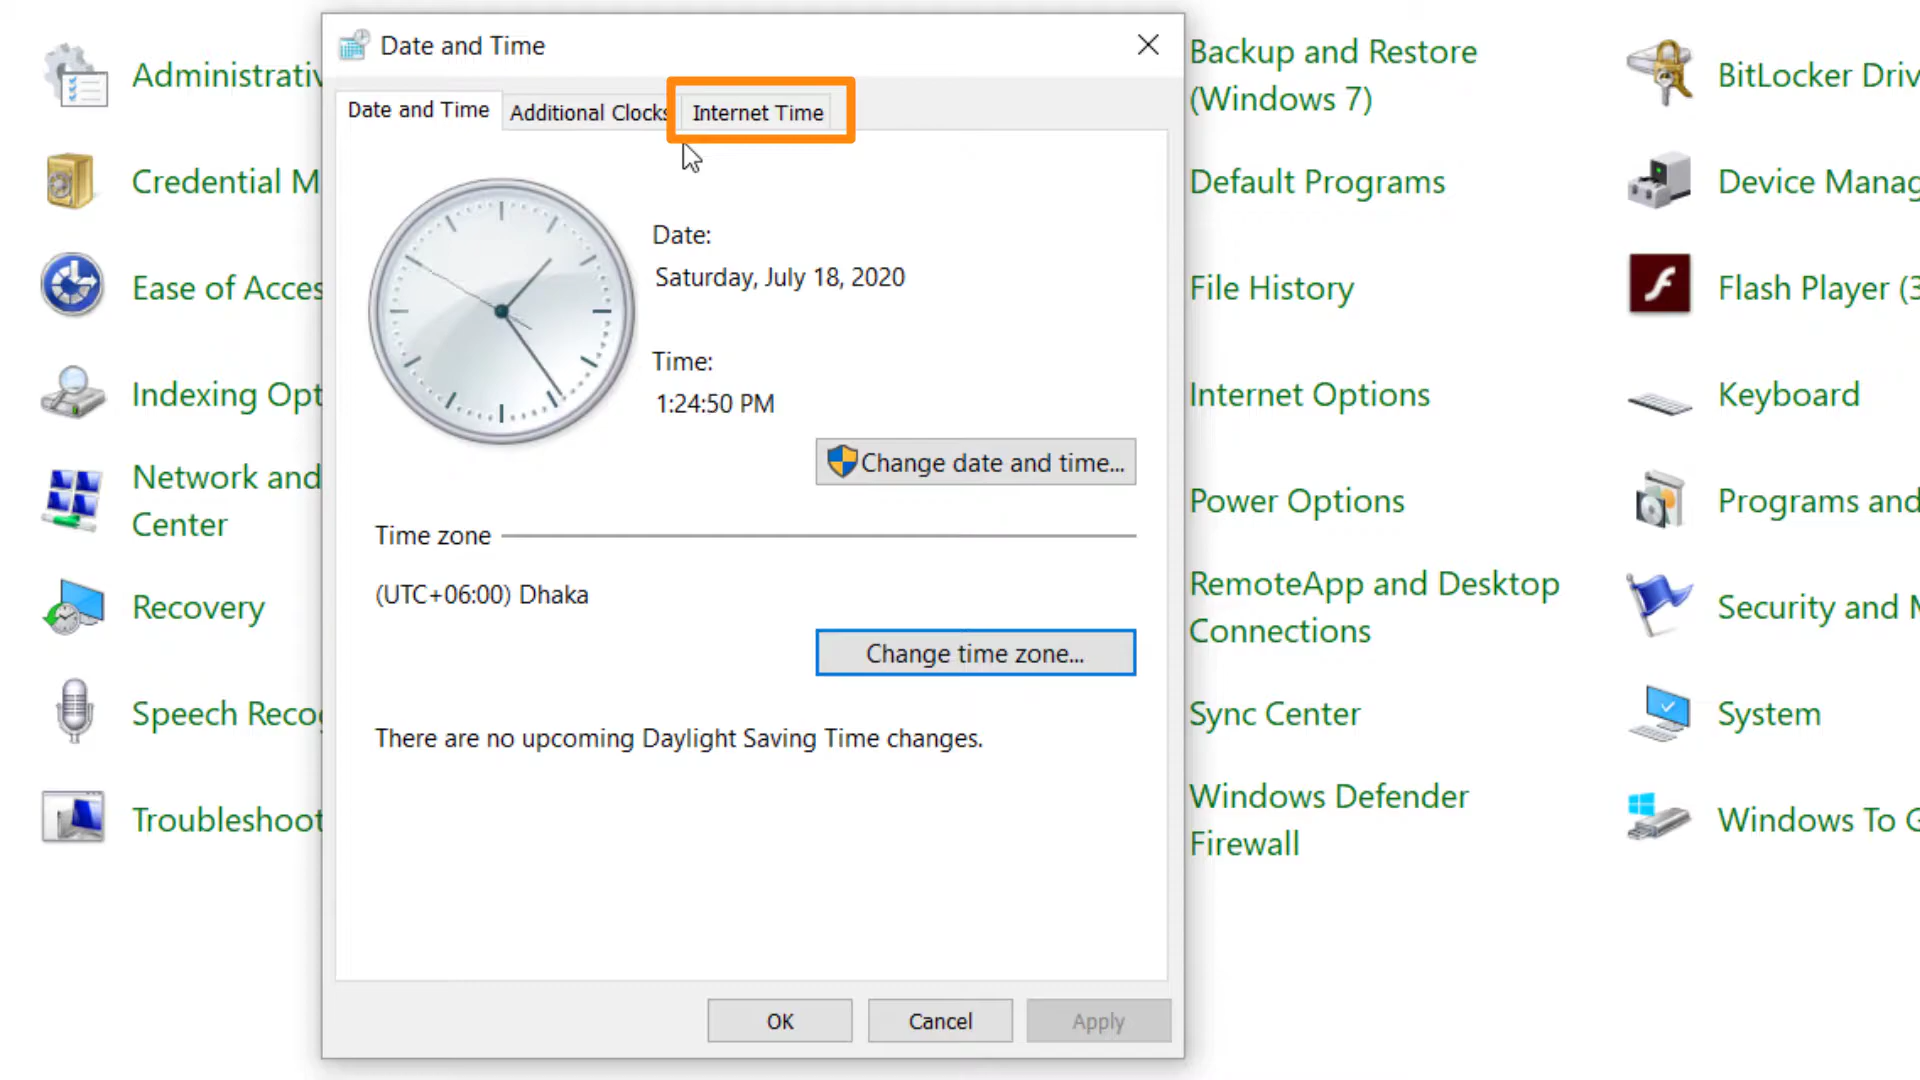 Date and Time
Date and Time
Additional Clocks
Internet Time
Date:
Saturday, July 18, 2020
Time:
1:24:50 PM
Change date and time...
Time zone
(UTC+06:00) Dhaka
Change time zone...
There are no upcoming Daylight Saving Time changes.
OK
Cancel
Apply
Administrativ
Credential M
Ease of Acces
Indexing Opt
Network and
Center
Recovery
Speech Reco
Troubleshoot
Backup and Restore
(Windows 7)
Default Programs
File History
Internet Options
Power Options
RemoteApp and Desktop
Connections
Sync Center
Windows Defender
Firewall
BitLocker Driv
Device Manag
Flash Player (3
Keyboard
Programs and
Security and M
System
Windows To G